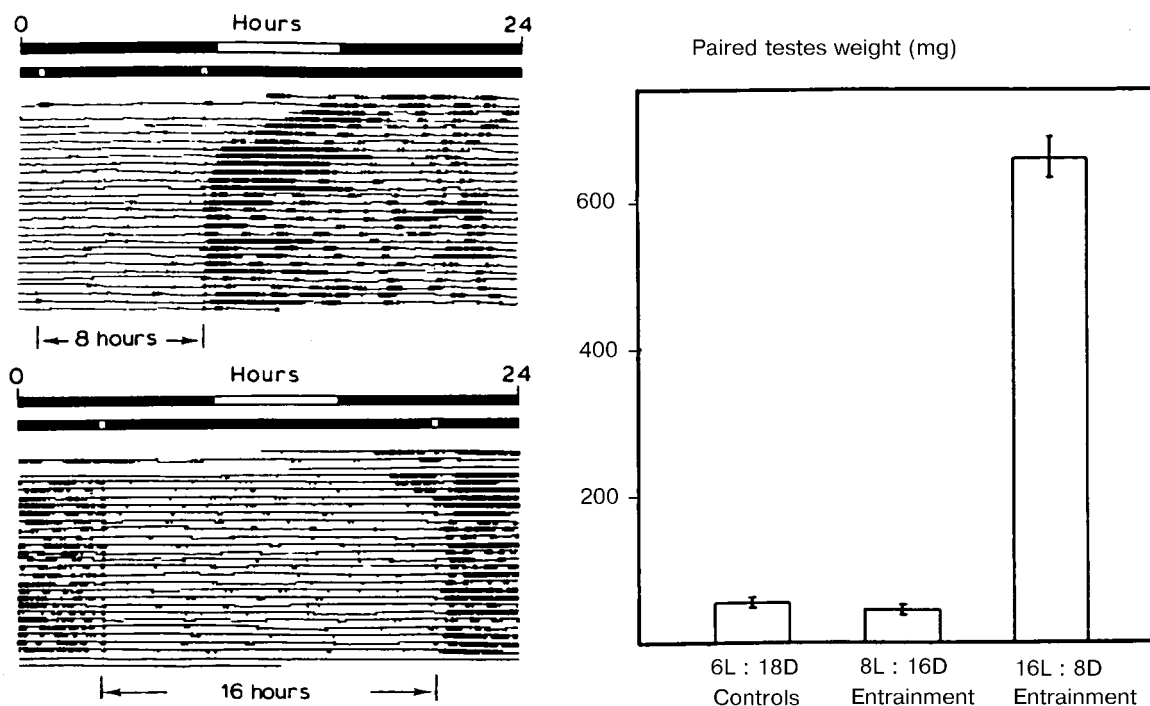 0 Hours 24
8 hours
0 Hours 24
16 hours
Paired testes weight (mg)
600
400
200
6L : 18D 8L : 16D 16L : 8D
Controls Entrainment Entrainment